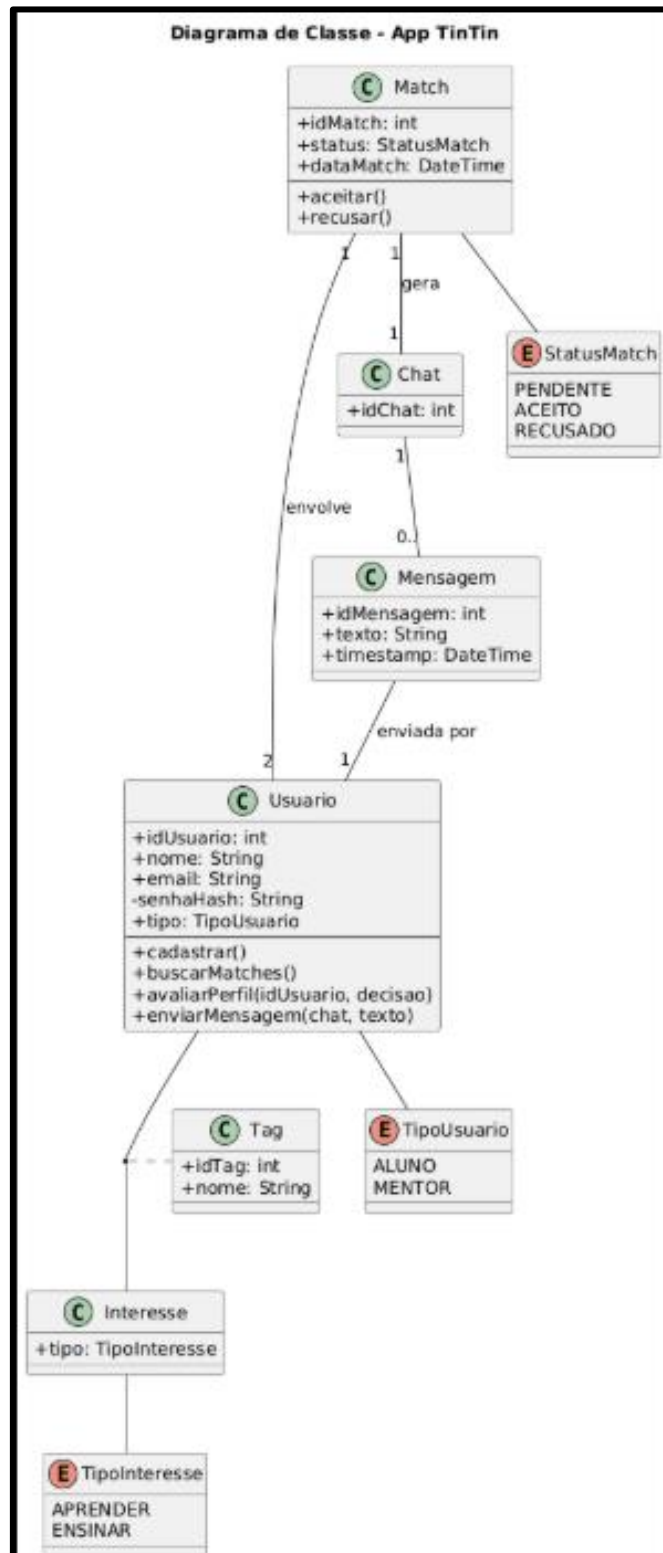 Diagrama de Classe - App TinTin
C Match
+idMatch: int
+status: StatusMatch
+dataMatch: DateTime
+aceitar()
+recusar()
1
1
gera
1
C Chat
+idChat: int
E StatusMatch
PENDENTE
ACEITO
RECUSADO
1
envolve
0..
C Mensagem
+idMensagem: int
+texto: String
+timestamp: DateTime
enviada por
2
1
C Usuario
+idUsuario: int
+nome: String
+email: String
-senhaHash: String
+tipo: TipoUsuario
+cadastrar()
+buscarMatches()
+avaliarPerfil(idUsuario, decisao)
+enviarMensagem(chat, texto)
C Tag
+idTag: int
+nome: String
E TipoUsuario
ALUNO
MENTOR
C Interesse
+tipo: TipoInteresse
E TipoInteresse
APRENDER
ENSINAR